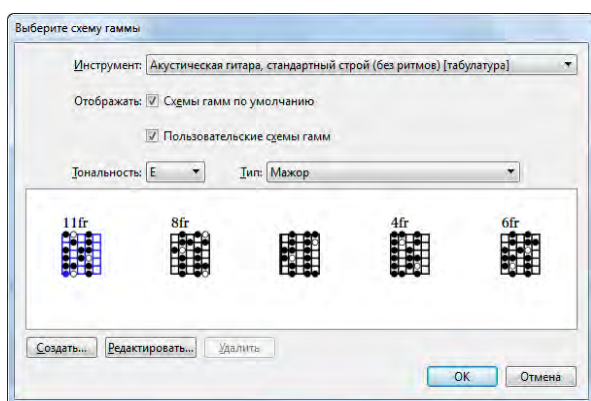 Выберите схему гаммы
Инструмент: Акустическая гитара, стандартный строй (без ритмов) [табулатура]
Отображать: Схемы гамм по умолчанию
Пользовательские схемы гамм
Тональность: E Тип: Мажор
11fr 8fr 4fr 6fr
Создать... Редактировать... Удалить
OK Отмена